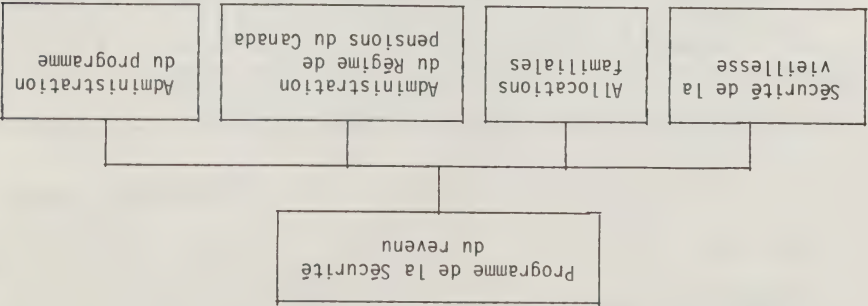 Programme de la Sécurité
du revenu
Sécurité de la
vieillesse
Allocations
familiales
Administration
du Régime de
pensions du Canada
Administration
du programme